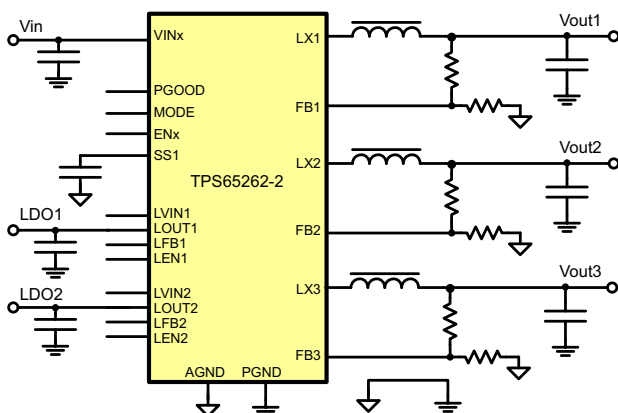 Vin
VINx
LX1
Vout1
PGOOD
MODE
FB1
ENx
SS1
LX2
Vout2
TPS65262-2
LDO1
LVIN1
LOUT1
LFB1
FB2
LEN1
LX3
Vout3
LDO2
LVIN2
LOUT2
LFB2
LEN2
FB3
AGND
PGND